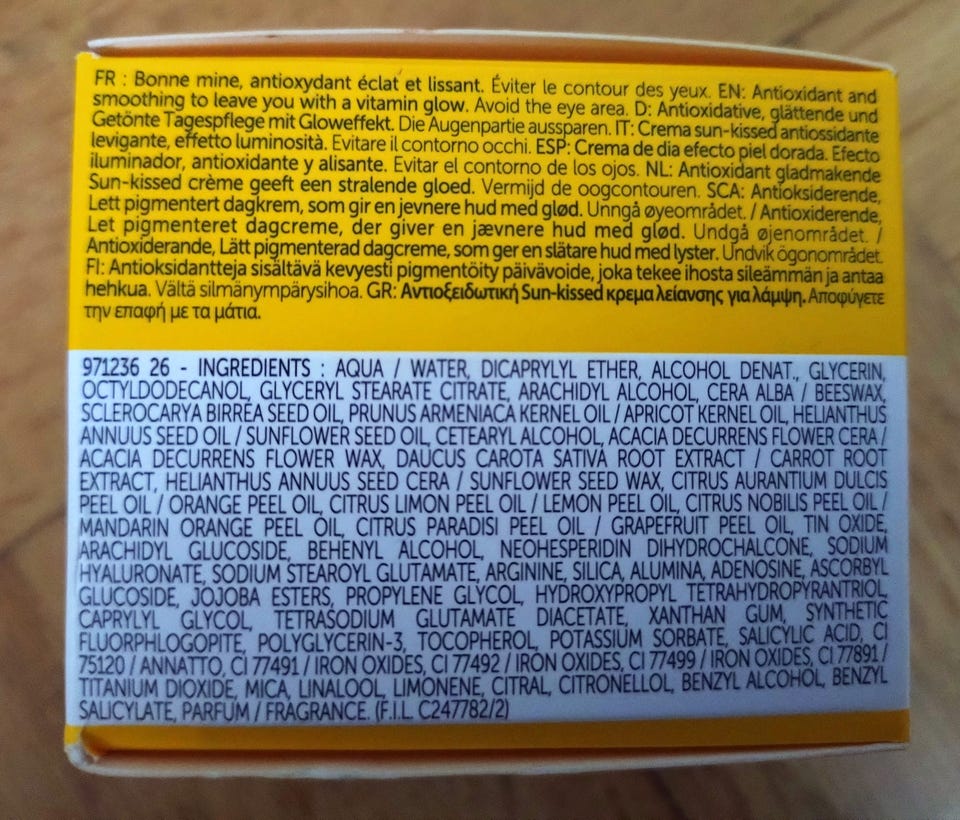 FR : Bonne mine, antioxydant éclat et lissant. Éviter le contour des yeux. EN: Antioxidant and
smoothing to leave you with a vitamin glow. Avoid the eye area. D: Antioxidative, glättende und
Getönte Tagespflege mit Gloweffekt. Die Augenpartie aussparen. IT: Crema sun-kissed antiossidante
levigante, effetto luminosità. Evitare il contorno occhi. ESP: Crema de dia efecto piel dorada. Efecto
iluminador, antioxidante y alisante. Evitar el contorno de los ojos. NL: Antioxidant gladmakende
Sun-kissed crème geeft een stralende gloed. Vermijd de oogcontouren. SCA: Antioksiderende,
Lett pigmentert dagkrem, som gir en jevnere hud med glød. Unngå øyeområdet. / Antioxiderende,
Let pigmenteret dagcreme, der giver en jævnere hud med glød. Undgå øjenområdet. /
Antioxiderande, Lätt pigmenterad dagcreme, som ger en slätare hud med lyster. Undvik ögonområdet.
FI: Antioksidantteja sisältävä kevyesti pigmentöity päivävoide, joka tekee ihosta sileämmän ja antaa
hehkua. Vältä silmänympärysihoa. GR: Αντιοξειδωτική Sun-kissed κρεμα λείανσης για λάμψη. Αποφύγετε
την επαφή με τα μάτια.
971236 26 - INGREDIENTS : AQUA / WATER, DICAPRYLYL ETHER, ALCOHOL DENAT., GLYCERIN,
OCTYLDODECANOL, GLYCERYL STEARATE CITRATE, ARACHIDYL ALCOHOL, CERA ALBA / BEESWAX,
SCLEROCARYA BIRREA SEED OIL, PRUNUS ARMENIACA KERNEL OIL / APRICOT KERNEL OIL, HELIANTHUS
ANNUUS SEED OIL / SUNFLOWER SEED OIL, CETEARYL ALCOHOL, ACACIA DECURRENS FLOWER CERA /
ACACIA DECURRENS FLOWER WAX, DAUCUS CAROTA SATIVA ROOT EXTRACT / CARROT ROOT
EXTRACT, HELIANTHUS ANNUUS SEED CERA / SUNFLOWER SEED WAX, CITRUS AURANTIUM DULCIS
PEEL OIL / ORANGE PEEL OIL, CITRUS LIMON PEEL OIL / LEMON PEEL OIL, CITRUS NOBILIS PEEL OIL /
MANDARIN ORANGE PEEL OIL, CITRUS PARADISI PEEL OIL / GRAPEFRUIT PEEL OIL, TIN OXIDE,
ARACHIDYL GLUCOSIDE, BEHENYL ALCOHOL, NEOHESPERIDIN DIHYDROCHALCONE, SODIUM
HYALURONATE, SODIUM STEAROYL GLUTAMATE, ARGININE, SILICA, ALUMINA, ADENOSINE, ASCORBYL
GLUCOSIDE, JOJOBA ESTERS, PROPYLENE GLYCOL, HYDROXYPROPYL TETRAHYDROPYRANTRIOL,
CAPRYLYL GLYCOL, TETRASODIUM GLUTAMATE DIACETATE, XANTHAN GUM, SYNTHETIC
FLUORPHLOGOPITE, POLYGLYCERIN-3, TOCOPHEROL, POTASSIUM SORBATE, SALICYLIC ACID, CI
75120 / ANNATTO, CI 77491 / IRON OXIDES, CI 77492 / IRON OXIDES, CI 77499 / IRON OXIDES, CI 77891 /
TITANIUM DIOXIDE, MICA, LINALOOL, LIMONENE, CITRAL, CITRONELLOL, BENZYL ALCOHOL, BENZYL
SALICYLATE, PARFUM / FRAGRANCE. (F.I.L. C247782/2)